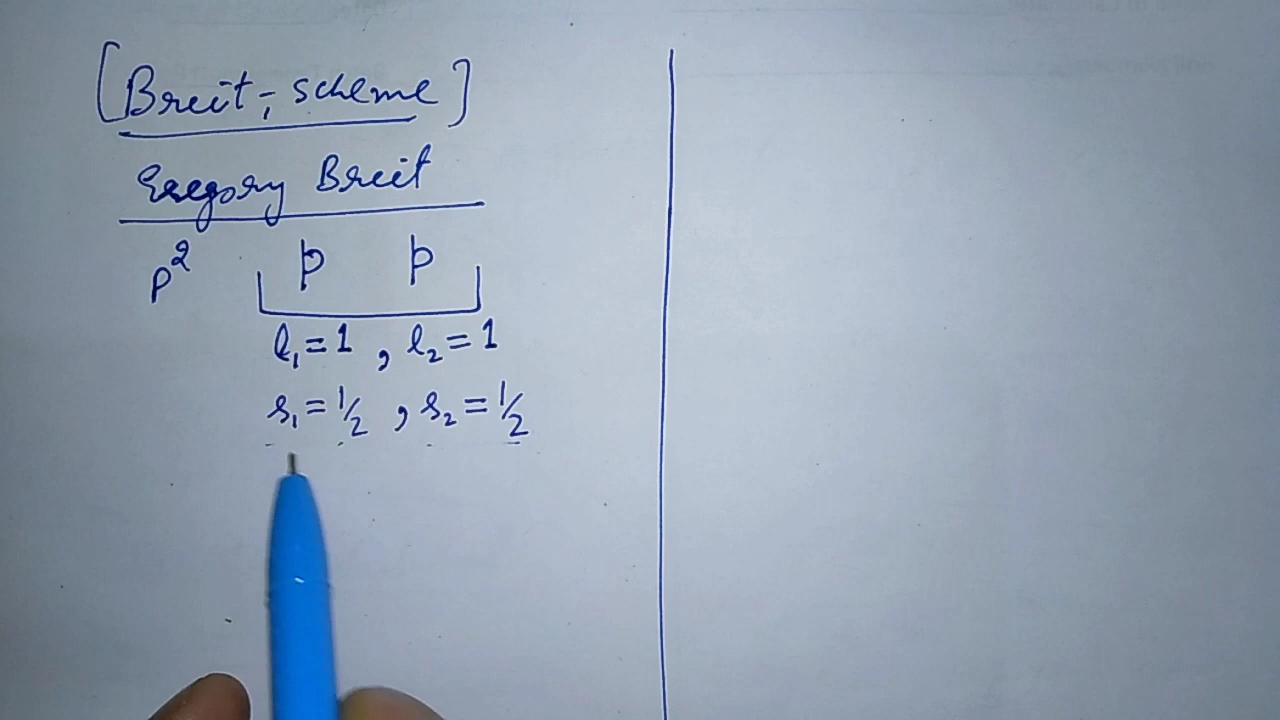 [Breit-scheme]
Gregory Breit
p² p p
l₁=1 , l₂=1
s₁=1/2 , s₂=1/2